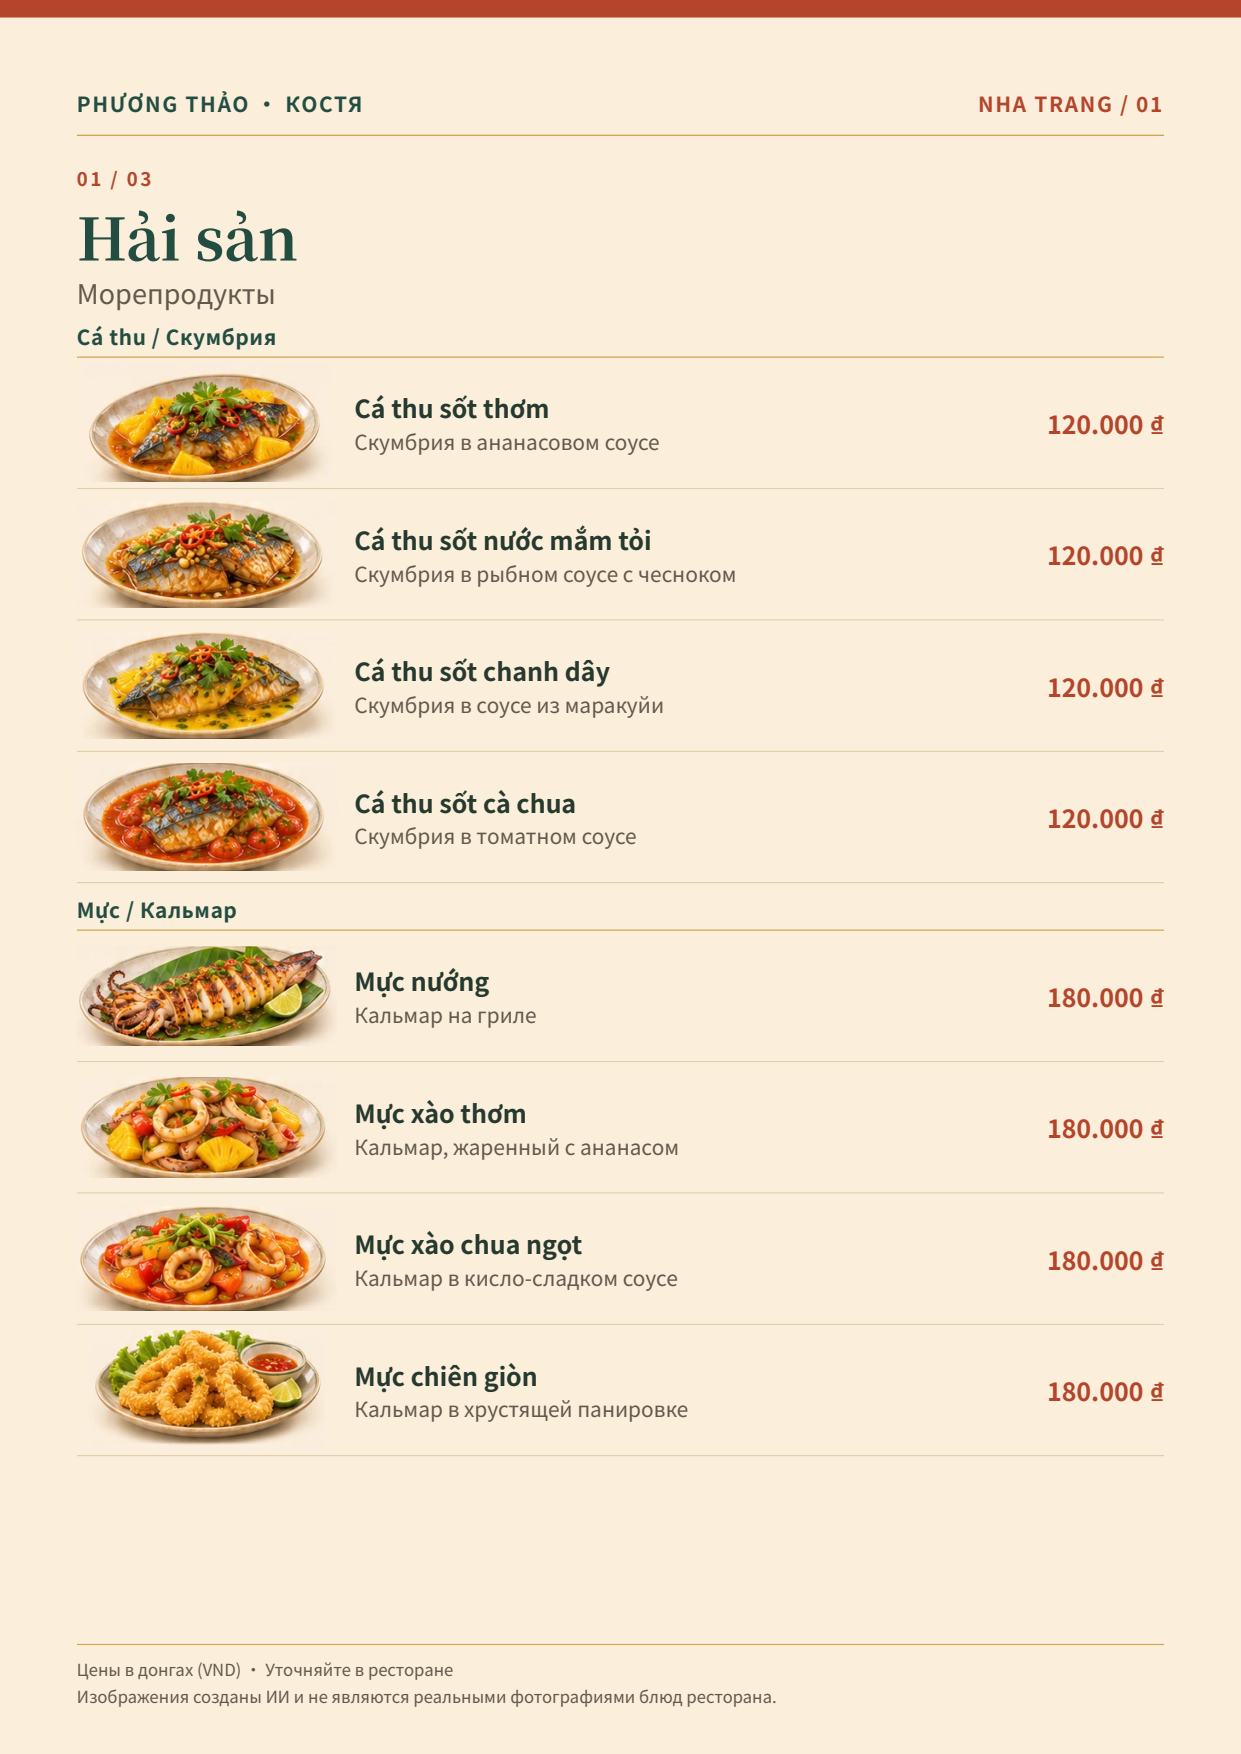 PHƯƠNG THẢO • КОСТЯ
NHA TRANG / 01
01 / 03
Hải sản
Морепродукты
Cá thu / Скумбрия
Cá thu sốt thơm
Скумбрия в ананасовом соусе
120.000 ₫
Cá thu sốt nước mắm tỏi
Скумбрия в рыбном соусе с чесноком
120.000 ₫
Cá thu sốt chanh dây
Скумбрия в соусе из маракуйи
120.000 ₫
Cá thu sốt cà chua
Скумбрия в томатном соусе
120.000 ₫
Mực / Кальмар
Mực nướng
Кальмар на гриле
180.000 ₫
Mực xào thơm
Кальмар, жаренный с ананасом
180.000 ₫
Mực xào chua ngọt
Кальмар в кисло-сладком соусе
180.000 ₫
Mực chiên giòn
Кальмар в хрустящей панировке
180.000 ₫
Цены в донгах (VND) • Уточняйте в ресторане
Изображения созданы ИИ и не являются реальными фотографиями блюд ресторана.